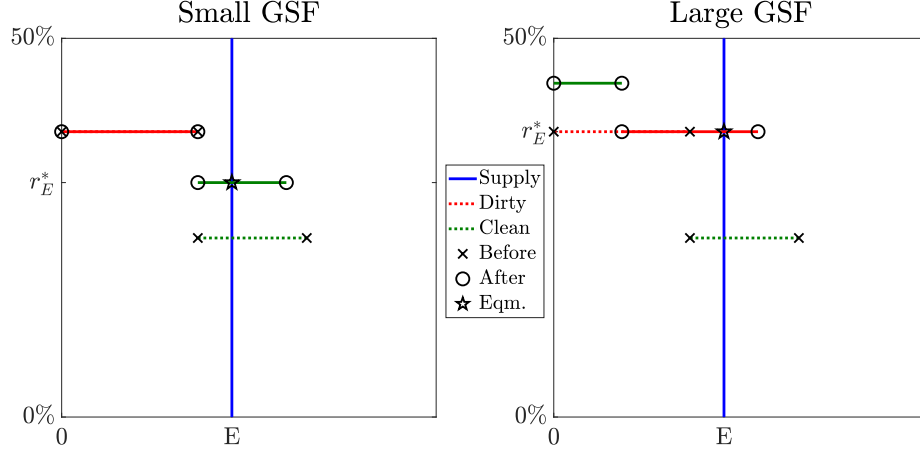 Small GSF
50%
r*_E
0%
0
E
Large GSF
50%
r*_E
0%
0
E
Supply
Dirty
Clean
Before
After
Eqm.